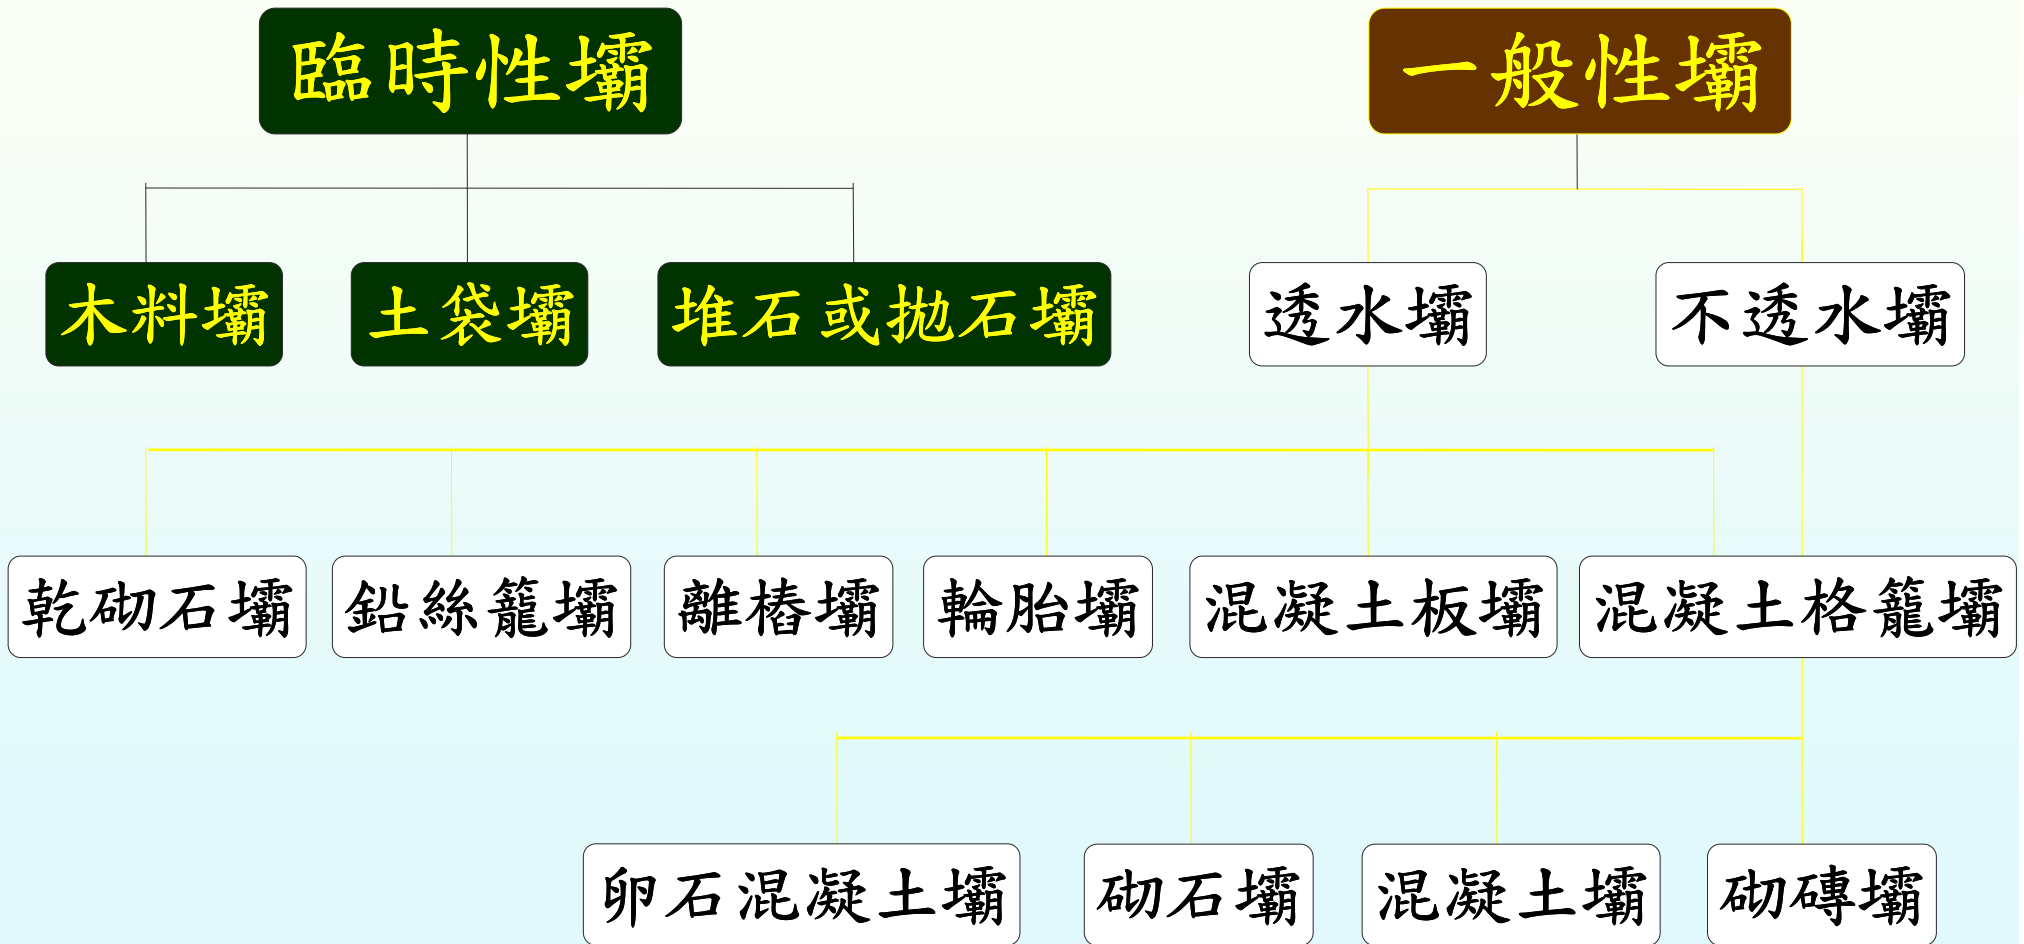 臨時性壩
一般性壩
木料壩
土袋壩
堆石或拋石壩
透水壩
不透水壩
乾砌石壩
鉛絲籠壩
離樁壩
輪胎壩
混凝土板壩
混凝土格籠壩
卵石混凝土壩
砌石壩
混凝土壩
砌磚壩